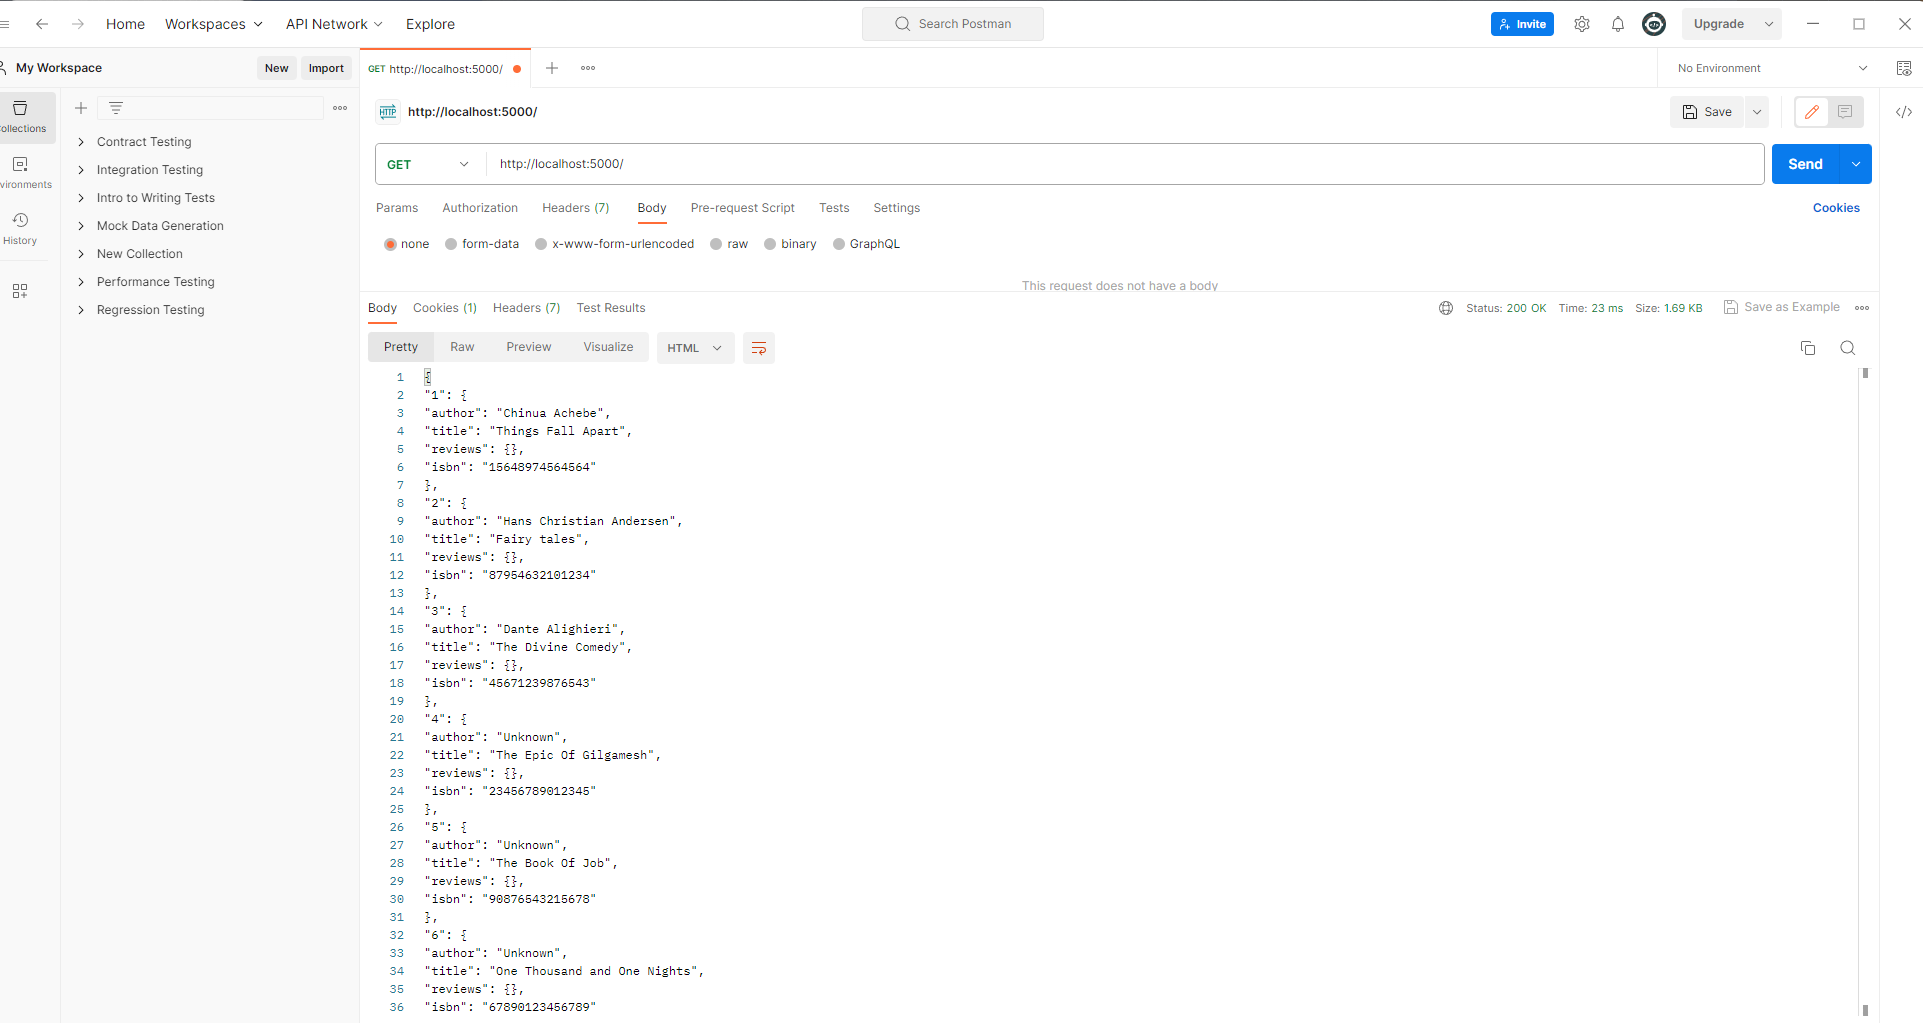 Home Workspaces API Network Explore Search Postman Invite Upgrade
My Workspace New Import GET http://localhost:5000/ No Environment
http://localhost:5000/ Save
GET http://localhost:5000/ Send
Params Authorization Headers (7) Body Pre-request Script Tests Settings Cookies
none form-data x-www-form-urlencoded raw binary GraphQL
This request does not have a body
ollections
vironments
History
Contract Testing
Integration Testing
Intro to Writing Tests
Mock Data Generation
New Collection
Performance Testing
Regression Testing
Body Cookies (1) Headers (7) Test Results Status: 200 OK Time: 23 ms Size: 1.69 KB Save as Example
Pretty Raw Preview Visualize HTML
1 {
2 "1": {
3 "author": "Chinua Achebe",
4 "title": "Things Fall Apart",
5 "reviews": {},
6 "isbn": "15648974564564"
7 },
8 "2": {
9 "author": "Hans Christian Andersen",
10 "title": "Fairy tales",
11 "reviews": {},
12 "isbn": "87954632101234"
13 },
14 "3": {
15 "author": "Dante Alighieri",
16 "title": "The Divine Comedy",
17 "reviews": {},
18 "isbn": "45671239876543"
19 },
20 "4": {
21 "author": "Unknown",
22 "title": "The Epic Of Gilgamesh",
23 "reviews": {},
24 "isbn": "23456789012345"
25 },
26 "5": {
27 "author": "Unknown",
28 "title": "The Book Of Job",
29 "reviews": {},
30 "isbn": "90876543215678"
31 },
32 "6": {
33 "author": "Unknown",
34 "title": "One Thousand and One Nights",
35 "reviews": {},
36 "isbn": "67890123456789"